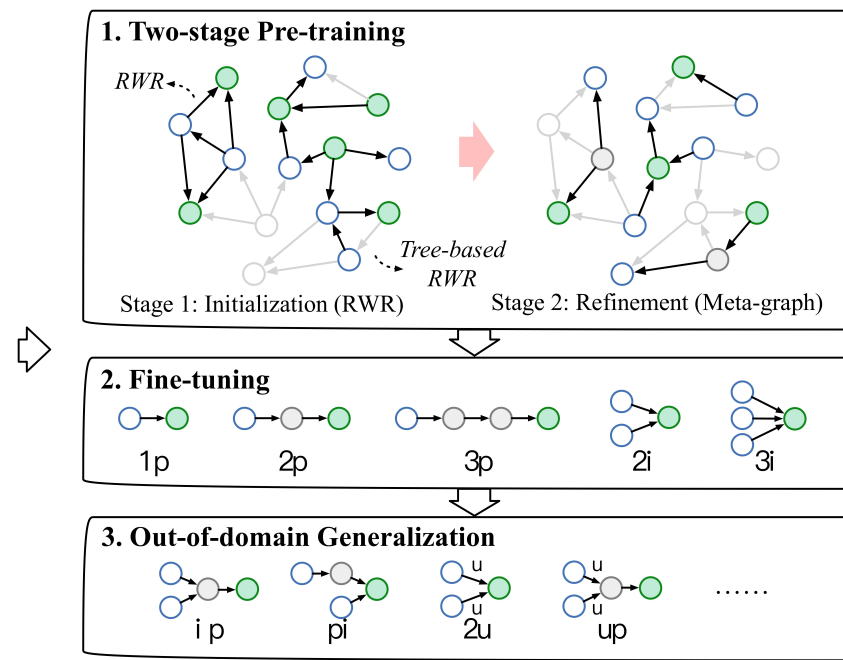 1. Two-stage Pre-training
RWR
Tree-based
RWR
Stage 1: Initialization (RWR)
Stage 2: Refinement (Meta-graph)
2. Fine-tuning
1p
2p
3p
2i
3i
3. Out-of-domain Generalization
u
u
u
u
ip
pi
2u
up
......